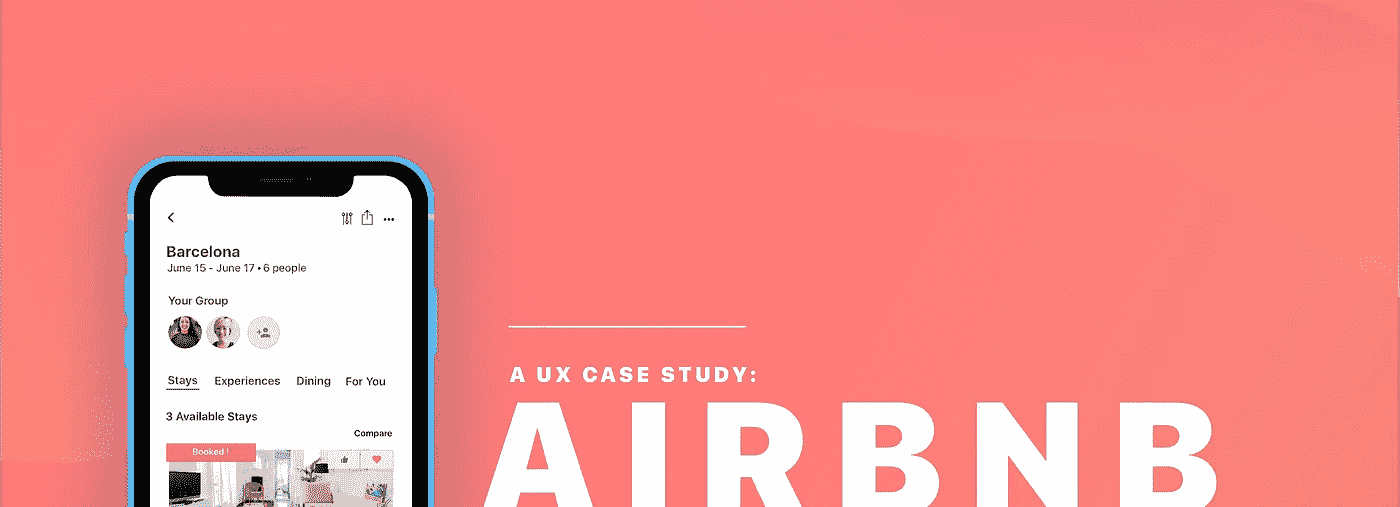 Barcelona
June 15 - June 17 • 6 people
Your Group
Stays Experiences Dining For You
3 Available Stays
Compare
Booked !
A UX CASE STUDY:
AIRBNB